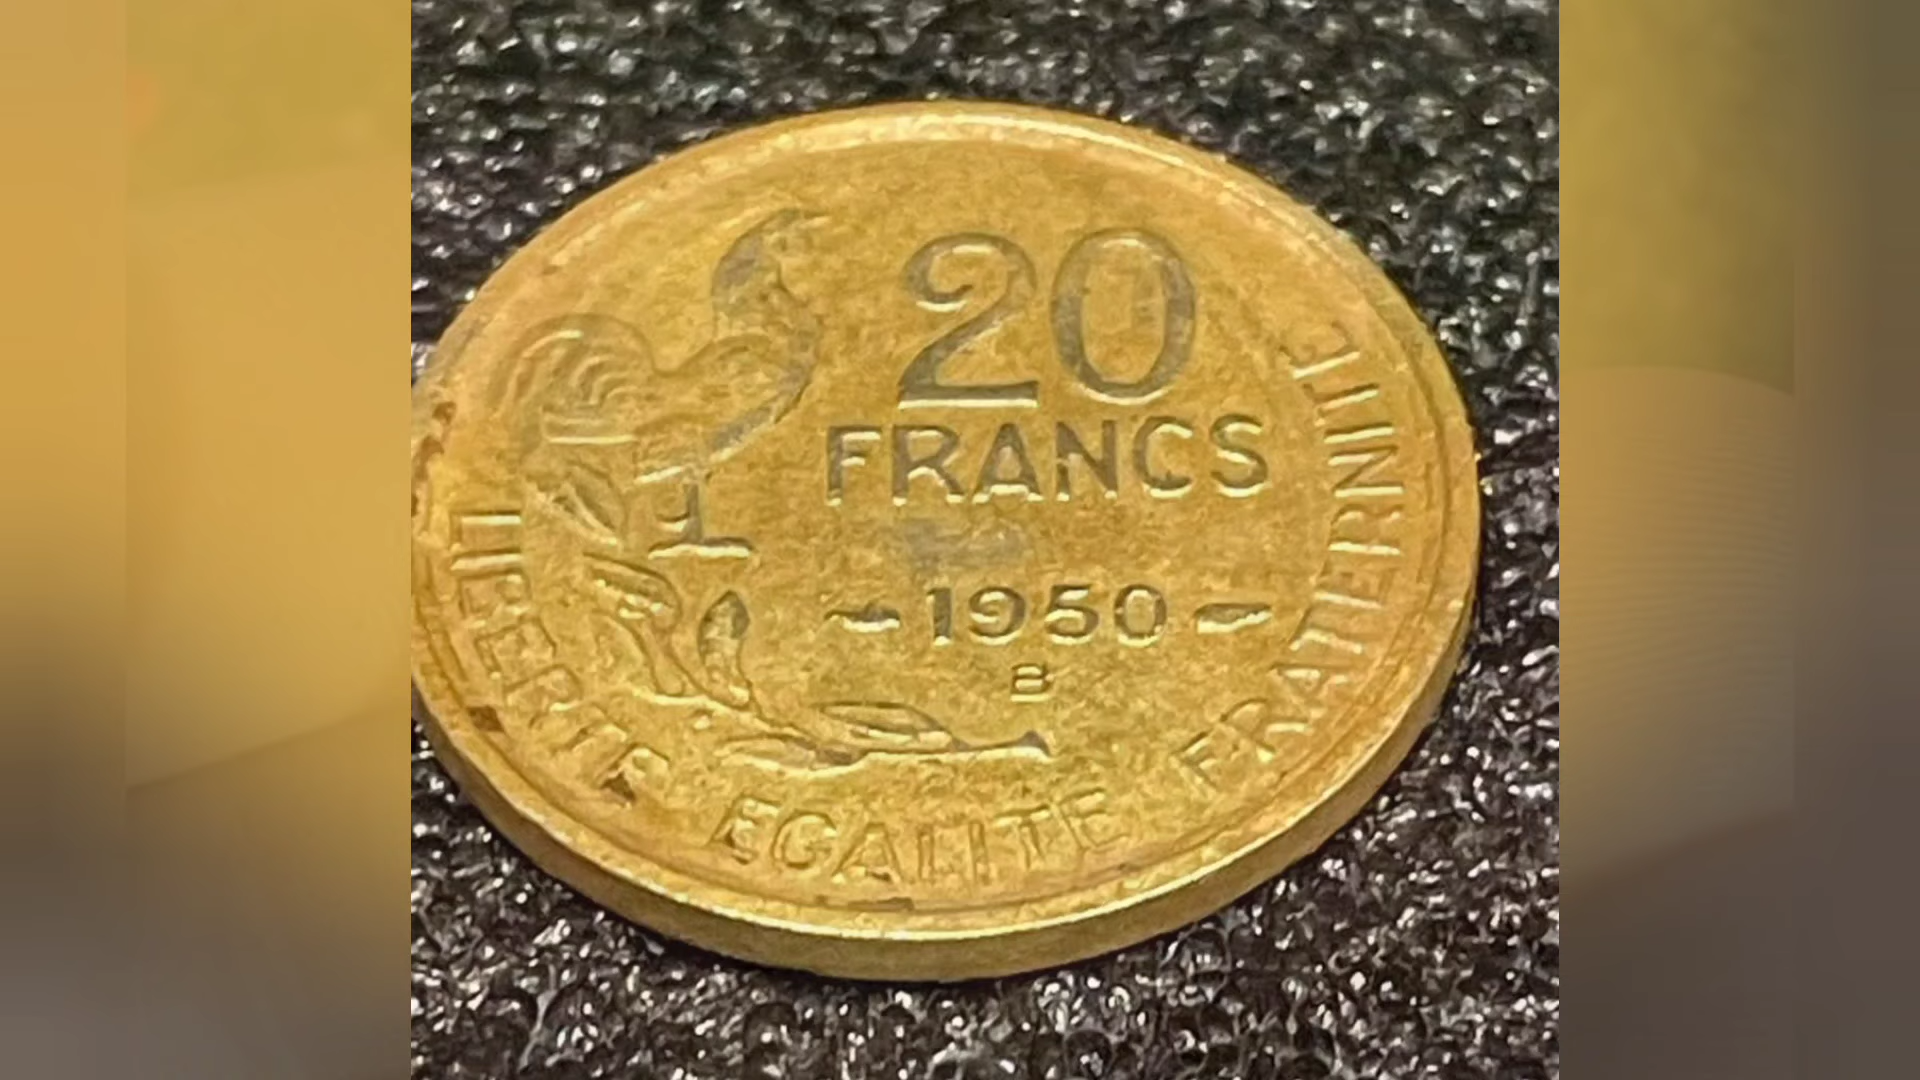 20
FRANCS
1950
B
LIBERTE EGALITE FRATERNITE